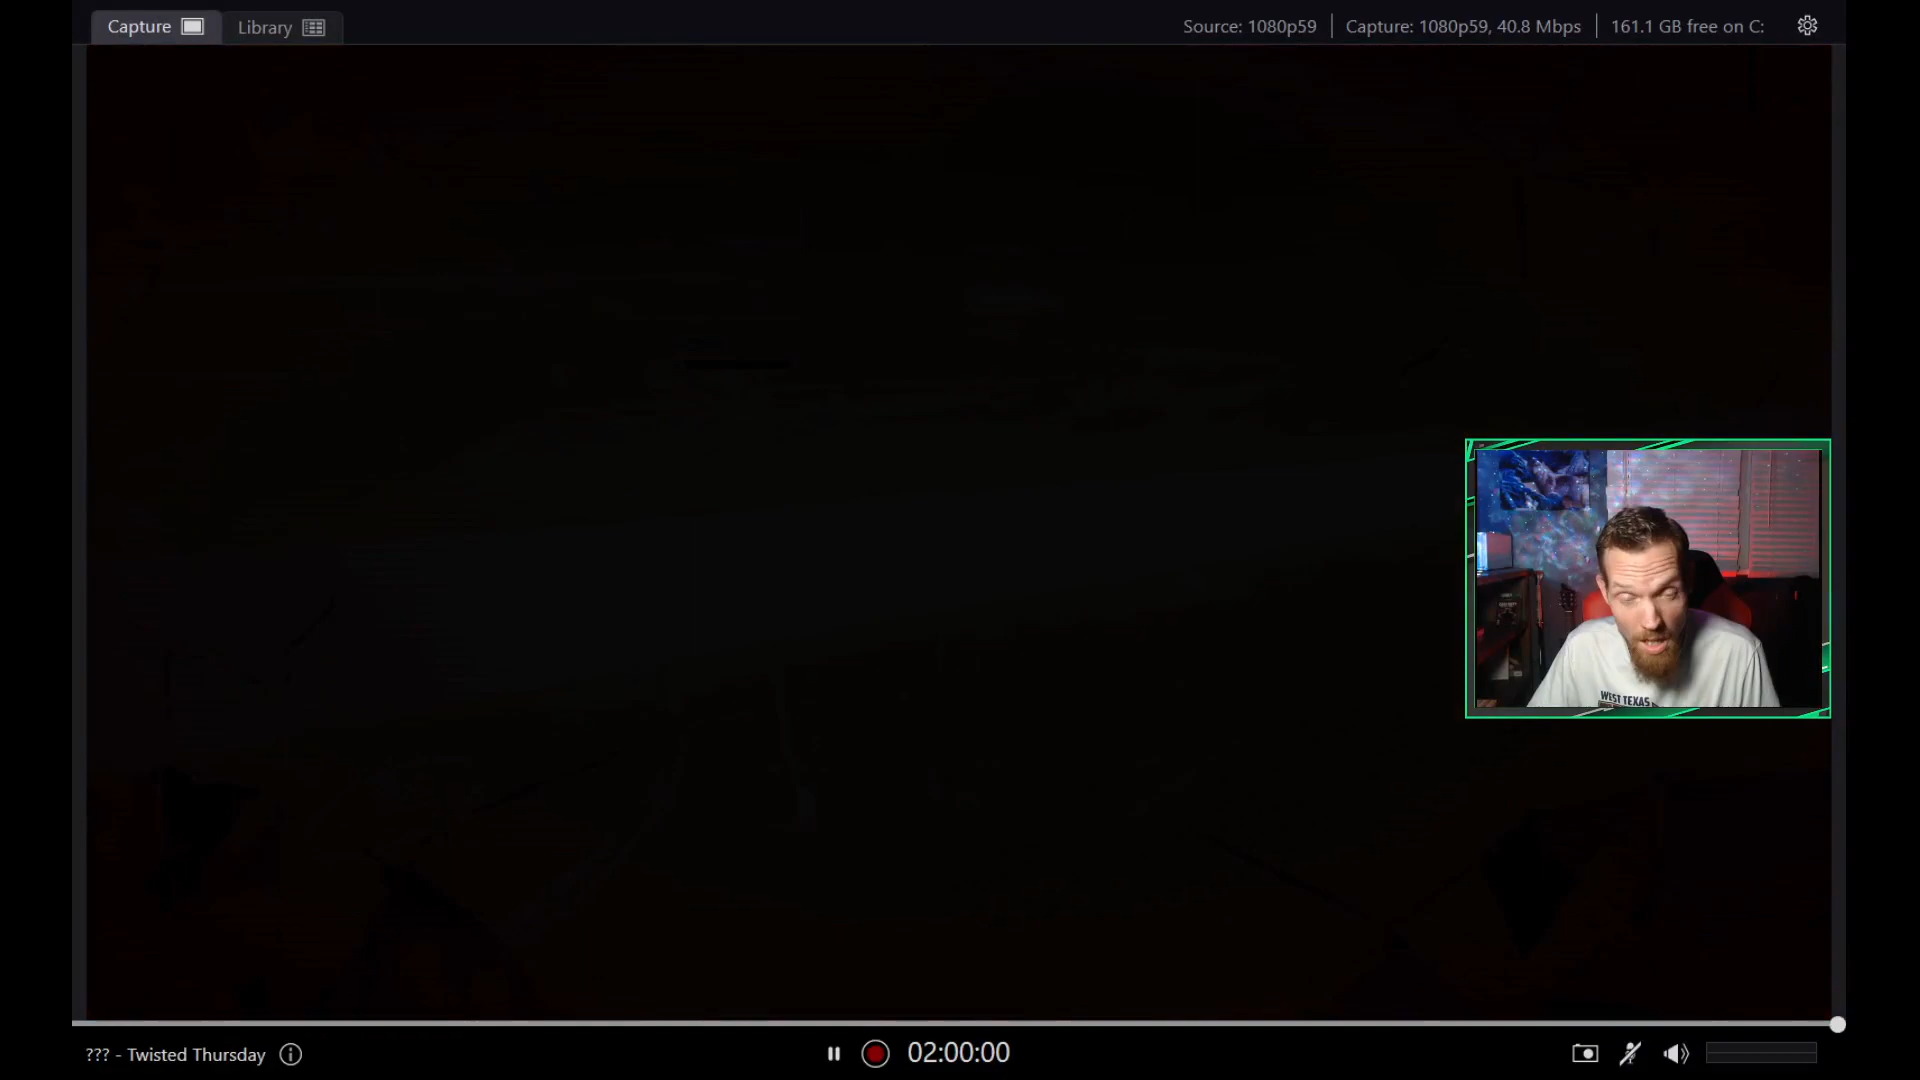 Capture
Library
Source: 1080p59
Capture: 1080p59, 40.8 Mbps
161.1 GB free on C:
WEST TEXAS
??? - Twisted Thursday
02:00:00